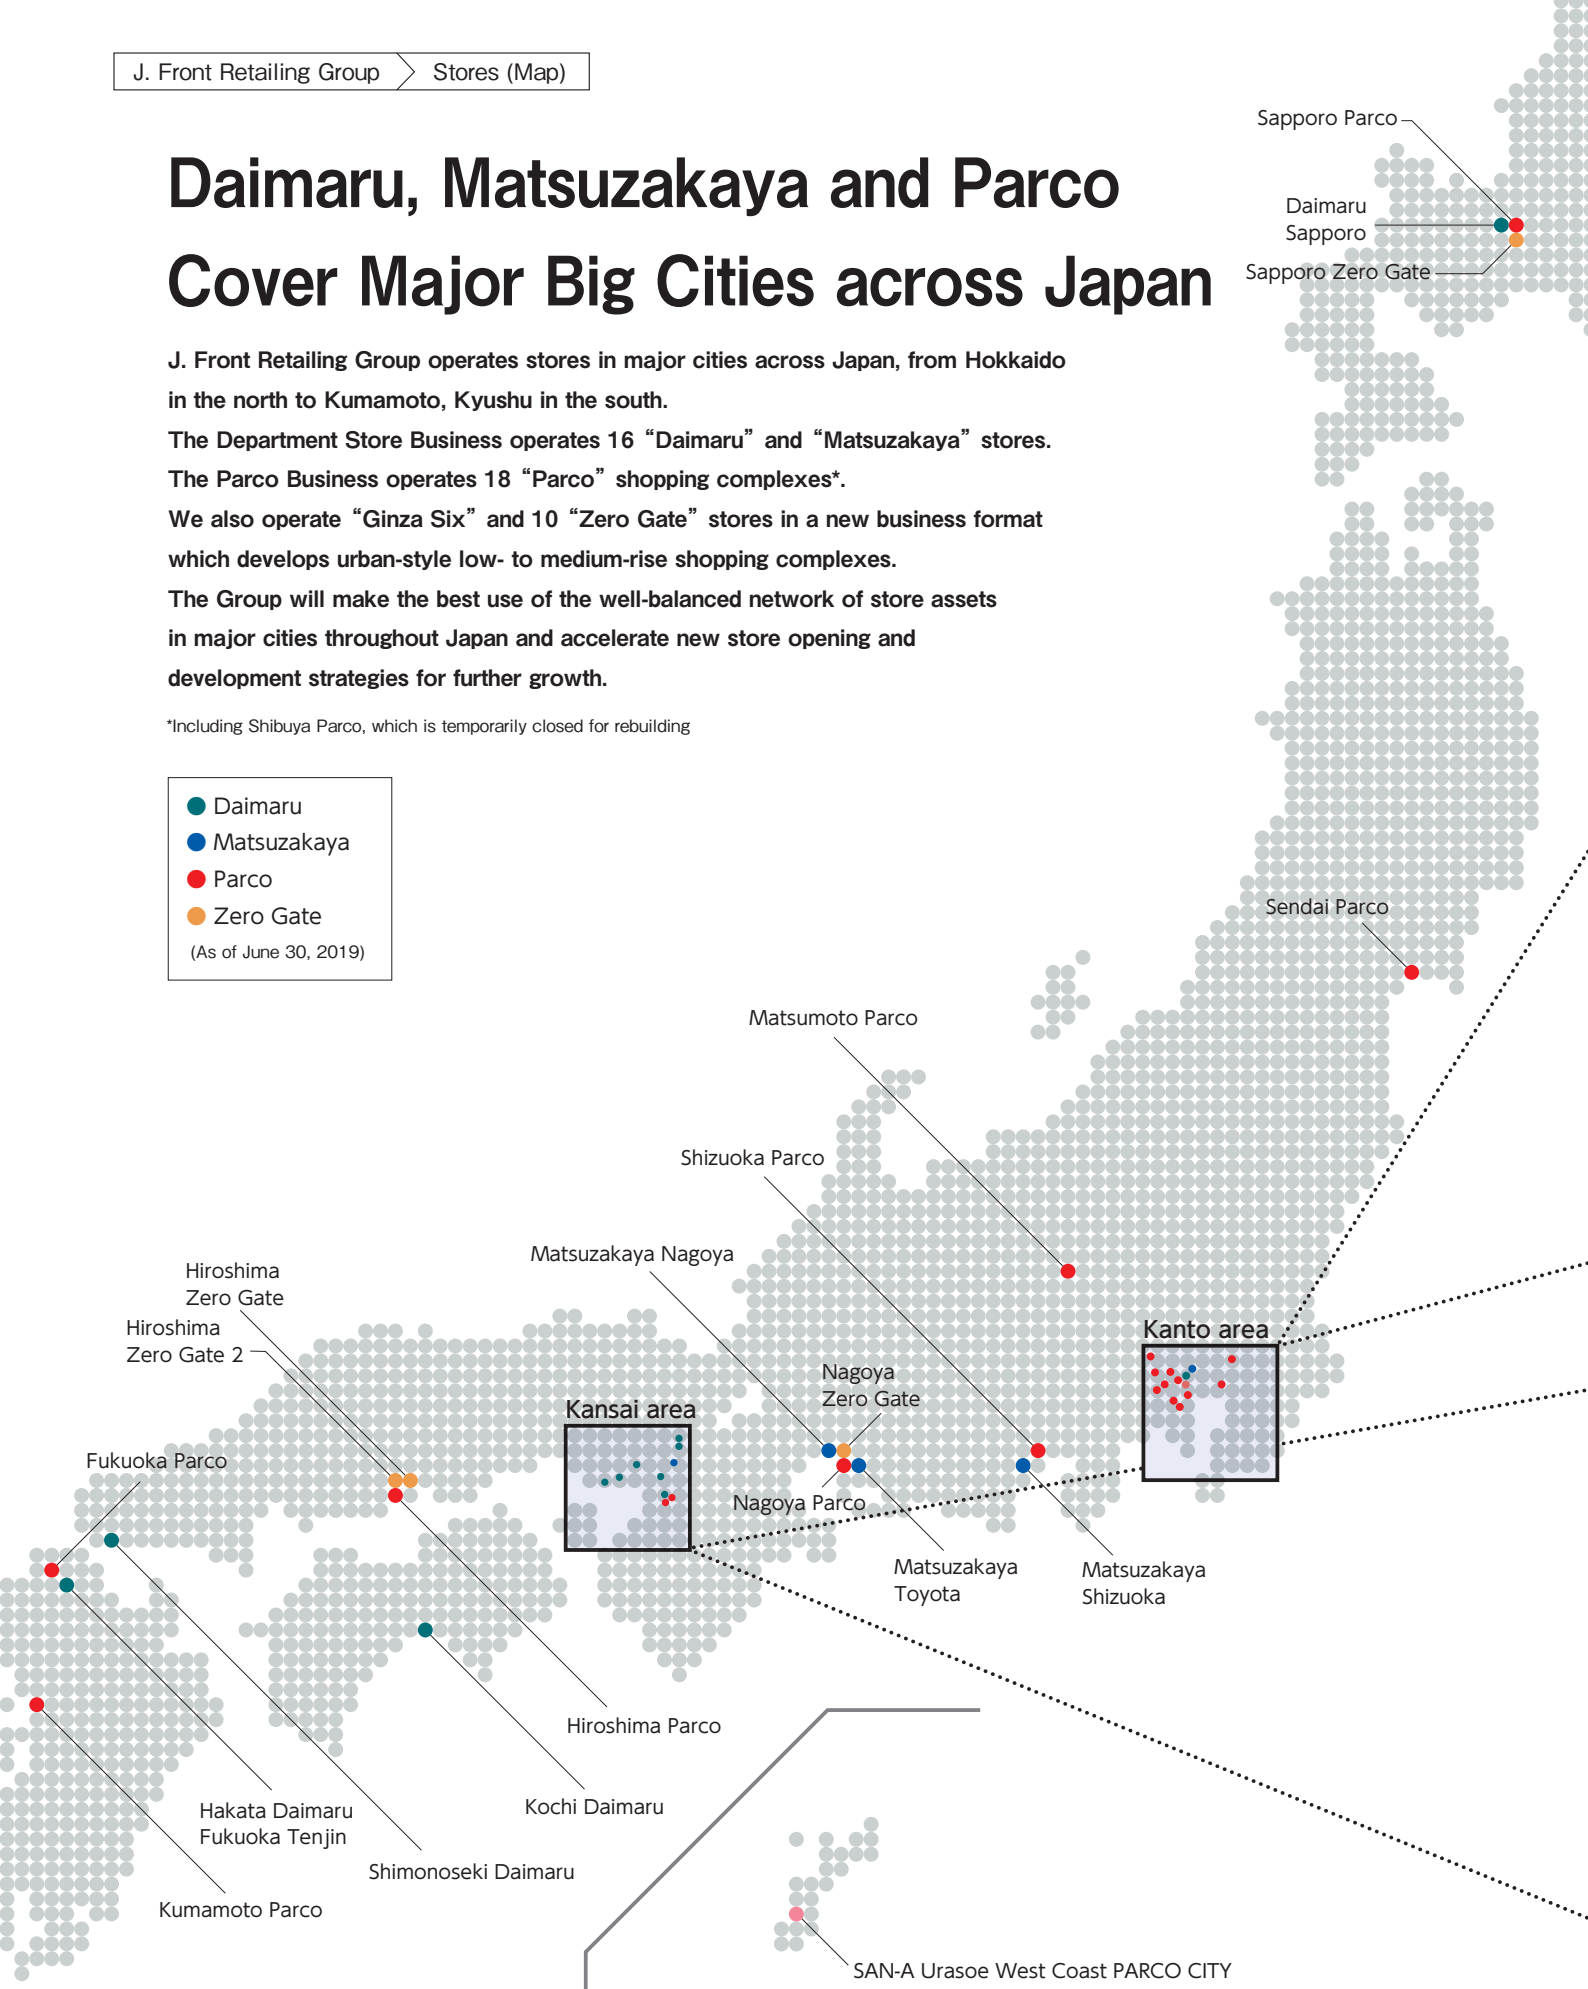 J. Front Retailing Group
Stores (Map)
Daimaru, Matsuzakaya and Parco
Cover Major Big Cities across Japan
J. Front Retailing Group operates stores in major cities across Japan, from Hokkaido
in the north to Kumamoto, Kyushu in the south.
The Department Store Business operates 16 “Daimaru” and “Matsuzakaya” stores.
The Parco Business operates 18 “Parco” shopping complexes*.
We also operate “Ginza Six” and 10 “Zero Gate” stores in a new business format
which develops urban-style low- to medium-rise shopping complexes.
The Group will make the best use of the well-balanced network of store assets
in major cities throughout Japan and accelerate new store opening and
development strategies for further growth.
*Including Shibuya Parco, which is temporarily closed for rebuilding
Daimaru
Matsuzakaya
Parco
Zero Gate
(As of June 30, 2019)
Sapporo Parco
Daimaru
Sapporo
Sapporo Zero Gate
Sendai Parco
Matsumoto Parco
Shizuoka Parco
Matsuzakaya Nagoya
Hiroshima
Zero Gate
Hiroshima
Zero Gate 2
Kanto area
Nagoya
Zero Gate
Kansai area
Fukuoka Parco
Nagoya Parco
Matsuzakaya
Toyota
Matsuzakaya
Shizuoka
Hiroshima Parco
Kochi Daimaru
Hakata Daimaru
Fukuoka Tenjin
Shimonoseki Daimaru
Kumamoto Parco
SAN-A Urasoe West Coast PARCO CITY